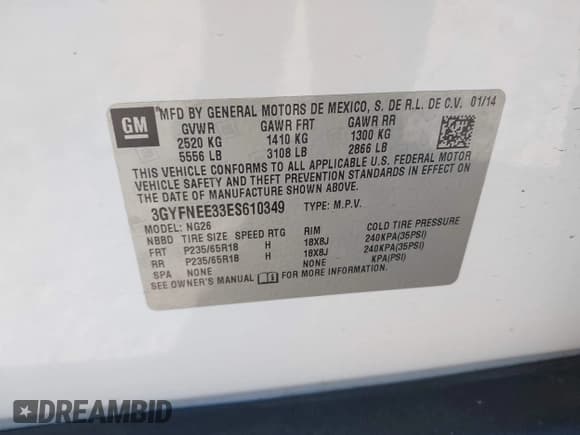 GM
MFD BY GENERAL MOTORS DE MEXICO, S. DE R.L. DE C.V. 01/14
GVWR GAWR FRT GAWR RR
2520 KG 1410 KG 1300 KG
5556 LB 3108 LB 2866 LB
THIS VEHICLE CONFORMS TO ALL APPLICABLE U.S. FEDERAL MOTOR
VEHICLE SAFETY AND THEFT PREVENTION STANDARDS IN EFFECT ON
THE DATE OF MANUFACTURE SHOWN ABOVE.
3GYFNEE33ES610349 TYPE: M.P.V.
MODEL: NG26
NBBD TIRE SIZE SPEED RTG RIM COLD TIRE PRESSURE
FRT P235/65R18 H 18X8J 240KPA(35PSI)
RR P235/65R18 H 18X8J 240KPA(35PSI)
SPA NONE NONE KPA(PSI)
SEE OWNER'S MANUAL FOR MORE INFORMATION.
DREAMBID